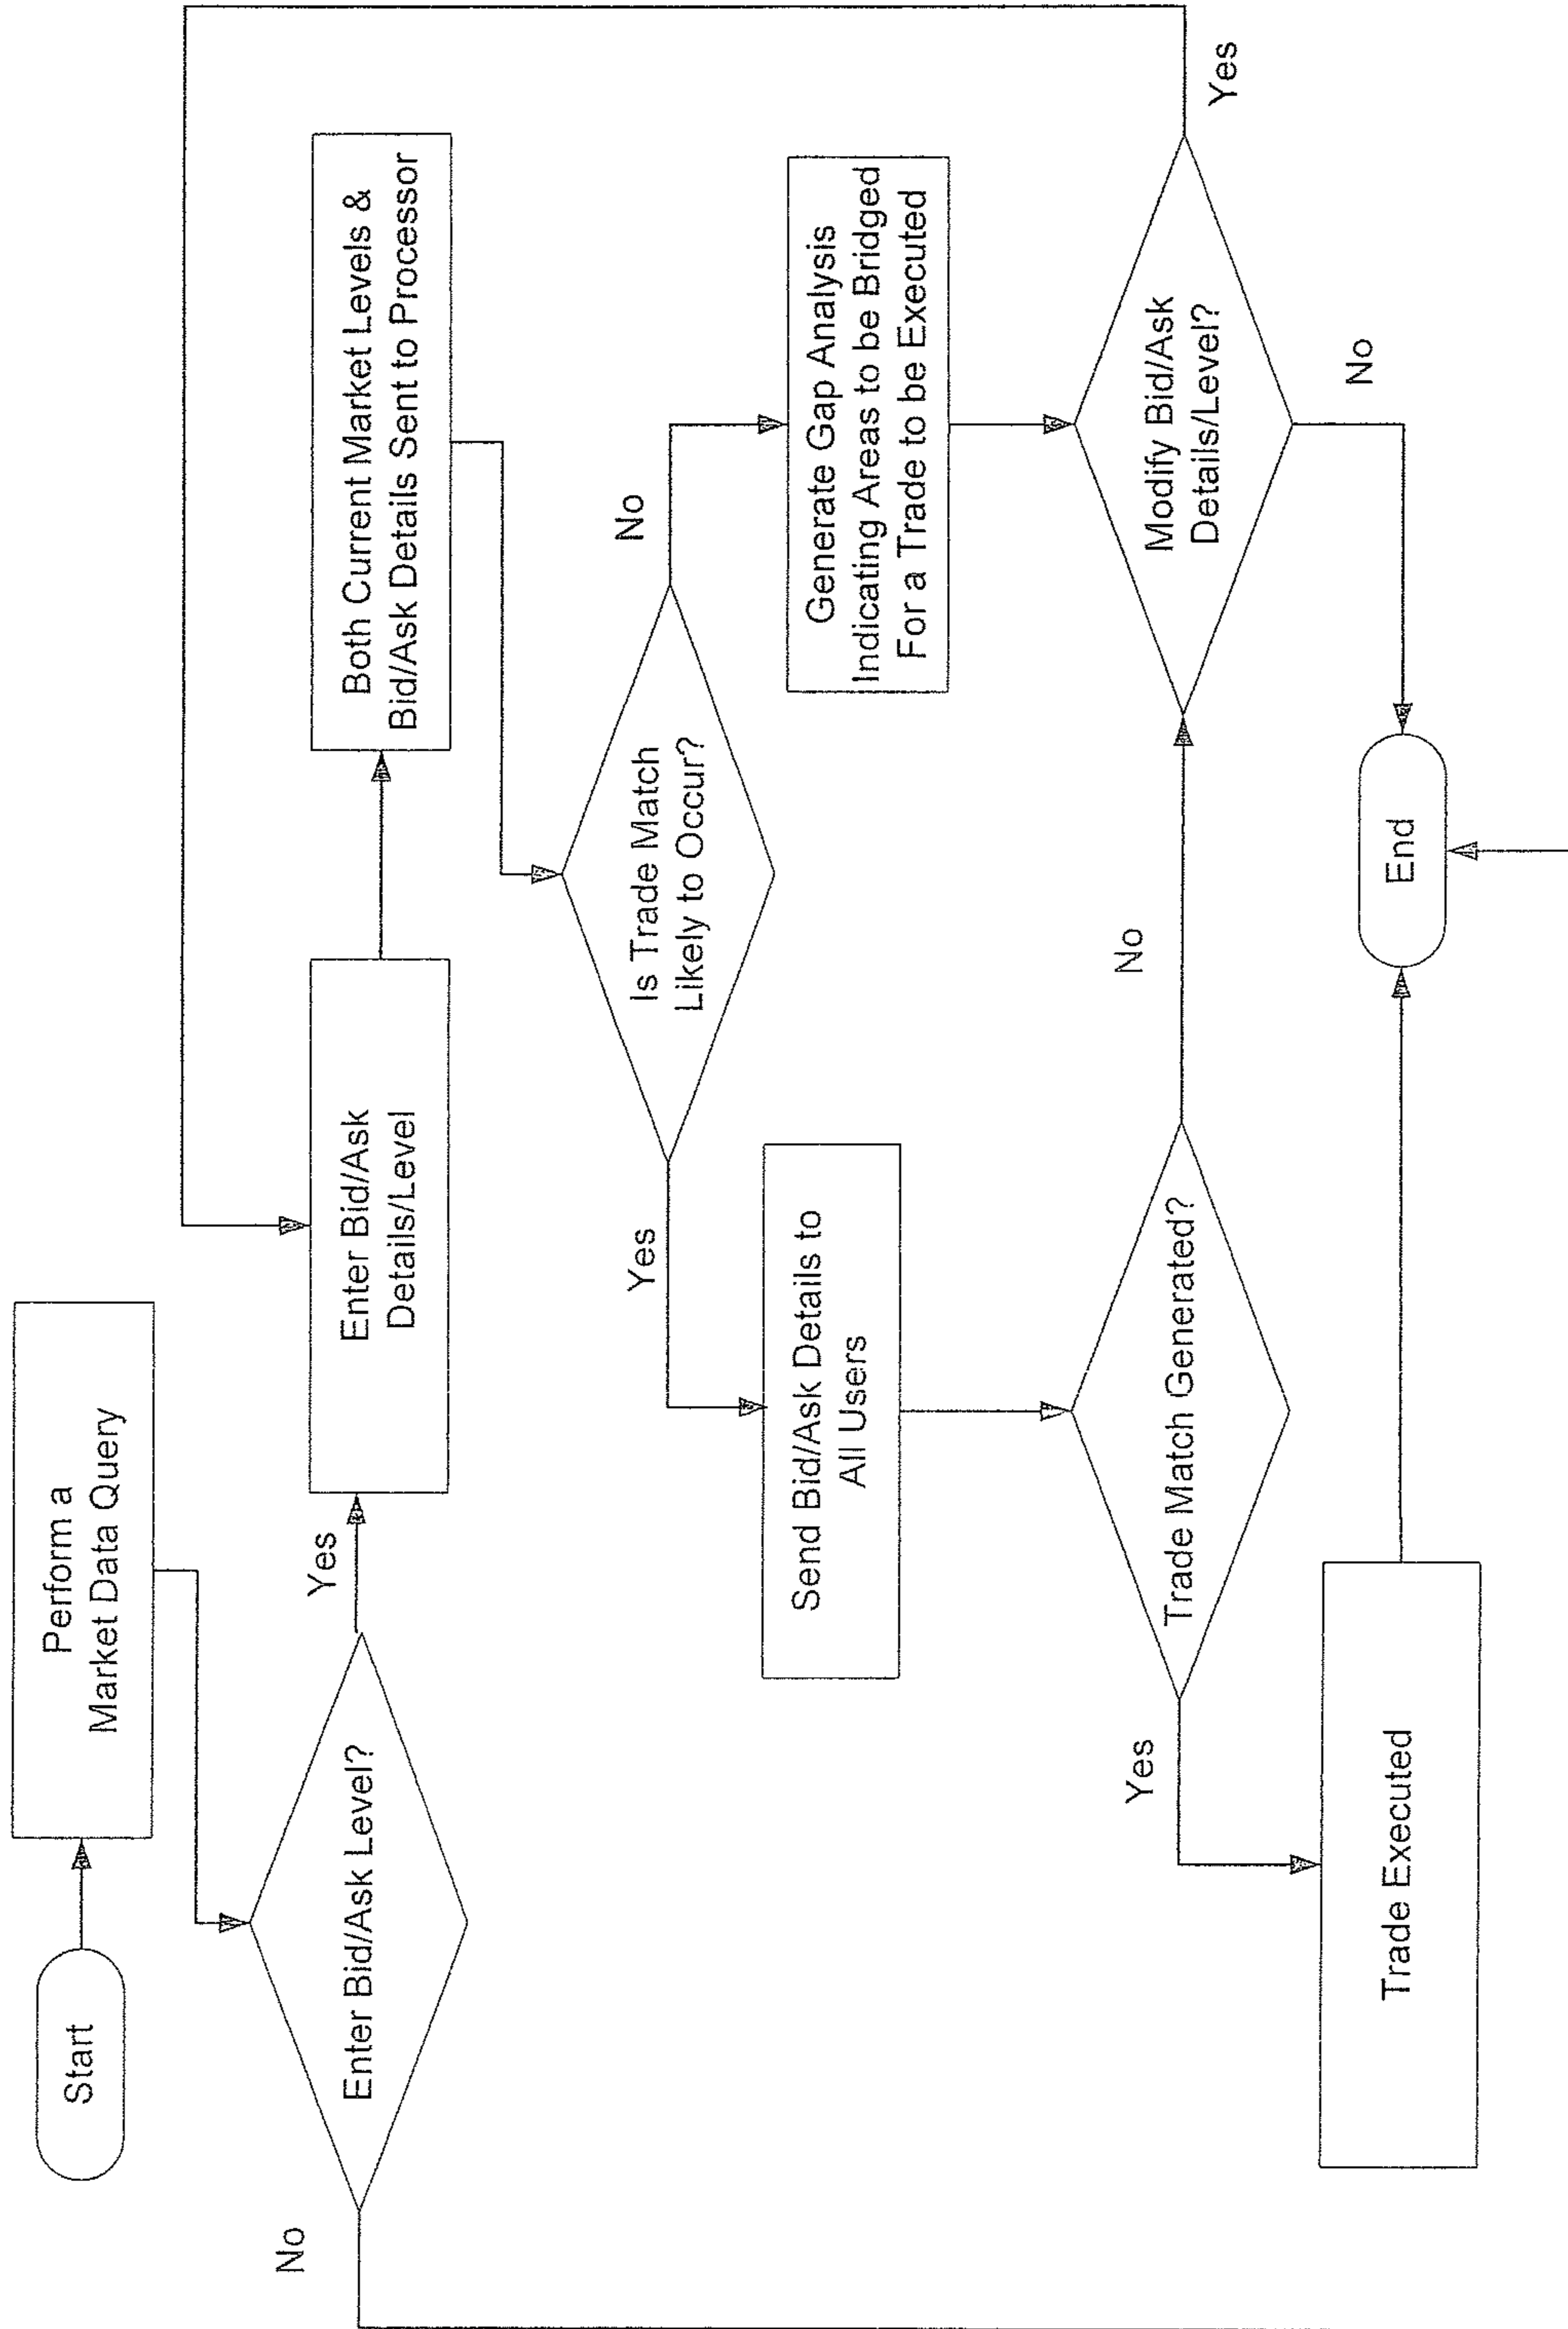 Start
Perform a
Market Data Query
Enter Bid/Ask Level?
No
Yes
Enter Bid/Ask
Details/Level
Both Current Market Levels &
Bid/Ask Details Sent to Processor
Is Trade Match
Likely to Occur?
Yes
No
Send Bid/Ask Details to
All Users
Generate Gap Analysis
Indicating Areas to be Bridged
For a Trade to be Executed
Trade Match Generated?
Yes
No
Modify Bid/Ask
Details/Level?
Yes
No
Trade Executed
End